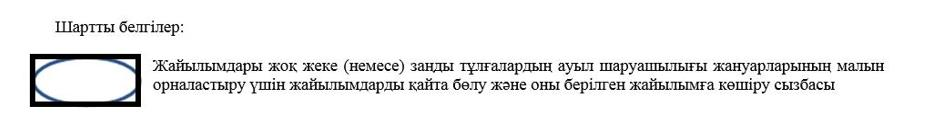 Шартты белгілер:
Жайылымдары жоқ жеке (немесе) заңды тұлғалардың ауыл шаруашылығы жануарларының малын
орналастыру үшін жайылымдарды қайта бөлу және оны берілген жайылымға көшіру сызбасы